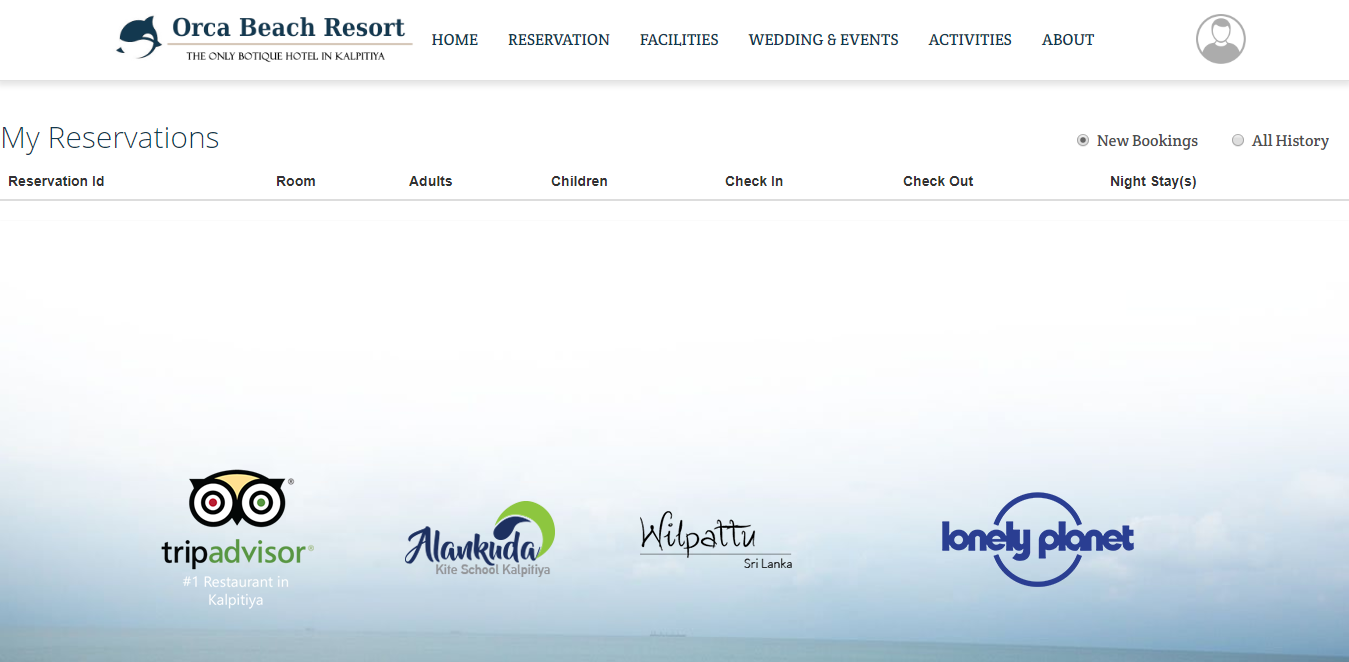 Orca Beach Resort
THE ONLY BOTIQUE HOTEL IN KALPITIYA
HOME RESERVATION FACILITIES WEDDING & EVENTS ACTIVITIES ABOUT
My Reservations
New Bookings All History
Reservation Id Room Adults Children Check In Check Out Night Stay(s)
tripadvisor®
#1 Restaurant in
Kalpitiya
Alankuda
Kite School Kalpitiya
Wilpattu
Sri Lanka
lonely planet